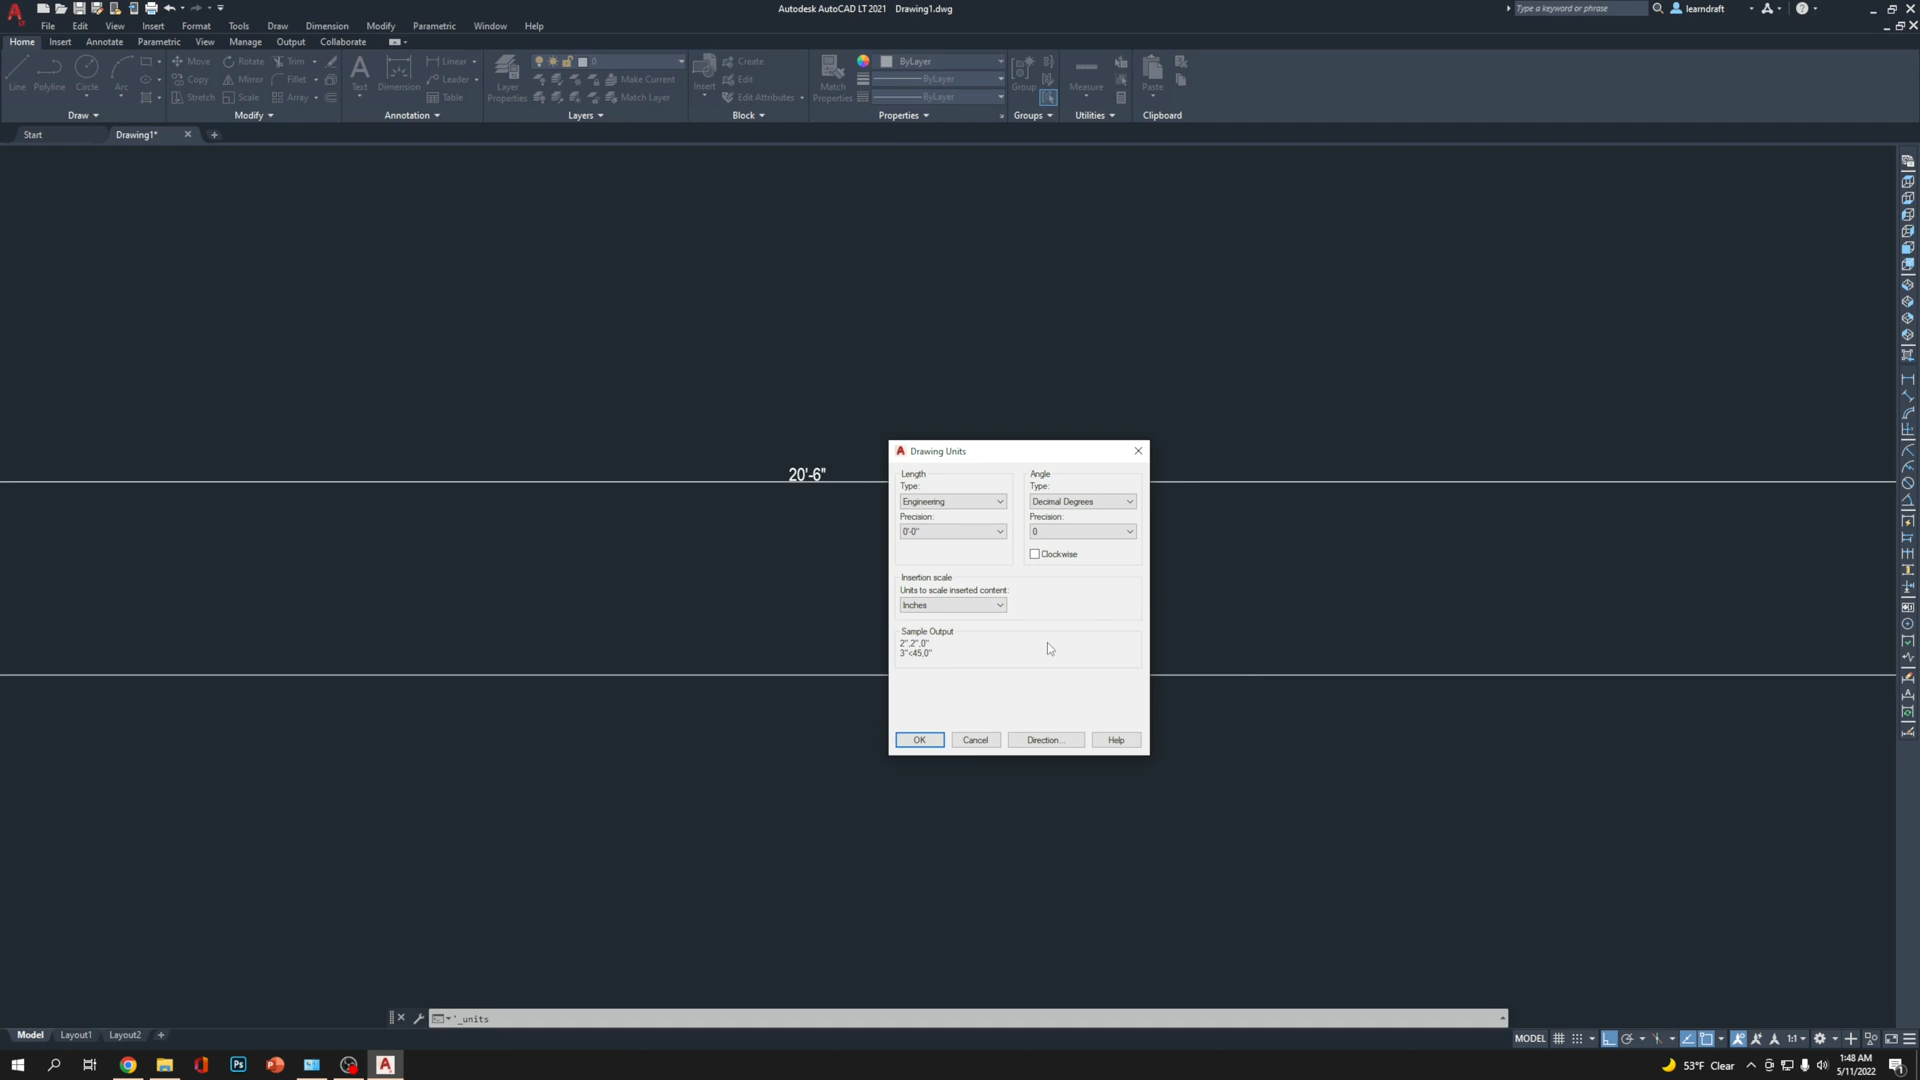 Autodesk AutoCAD LT 2021 Drawing1.dwg
Type a keyword or phrase
learndraft
File Edit View Insert Format Tools Draw Dimension Modify Parametric Window Help
Home Insert Annotate Parametric View Manage Output Collaborate
Line Polyline Circle Arc
Move Rotate Trim
Copy Mirror Fillet
Stretch Scale Array
Text Dimension
Linear
Leader
Table
Layer Properties
0
Make Current
Match Layer
Insert
Create
Edit
Edit Attributes
Match Properties
ByLayer
ByLayer
ByLayer
Group
Measure
Paste
Draw Modify Annotation Layers Block Properties Groups Utilities Clipboard
Start Drawing1*
20'-6"
Drawing Units
Length
Type:
Engineering
Precision:
0'-0"
Angle
Type:
Decimal Degrees
Precision:
0
Clockwise
Insertion scale
Units to scale inserted content:
Inches
Sample Output
2",2",0"
3"<45,0"
OK Cancel Direction... Help
'_units
Model Layout1 Layout2
MODEL 1:1
Ps
53°F Clear
1:48 AM
5/11/2022